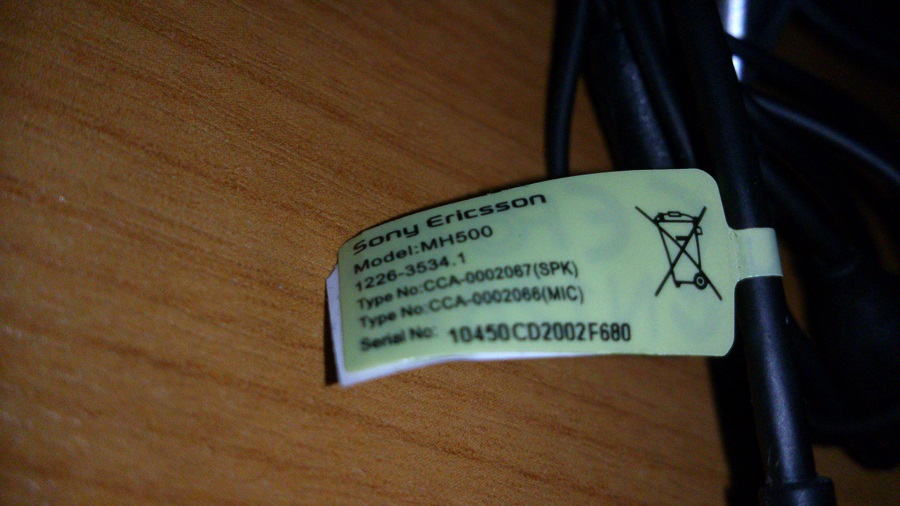 Sony Ericsson
Model:MH500
1226-3534.1
Type No:CCA-0002067(SPK)
Type No:CCA-0002066(MIC)
Serial No: 10450CD2002F680